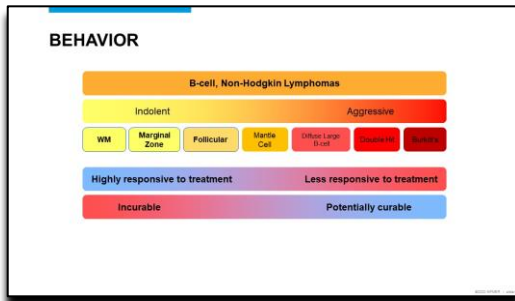 BEHAVIOR
B-cell, Non-Hodgkin Lymphomas
Indolent Aggressive
WM
Marginal
Zone
Follicular
Mantle
Cell
Diffuse Large
B-cell
Double Hit
Burkitt's
Highly responsive to treatment Less responsive to treatment
Incurable Potentially curable